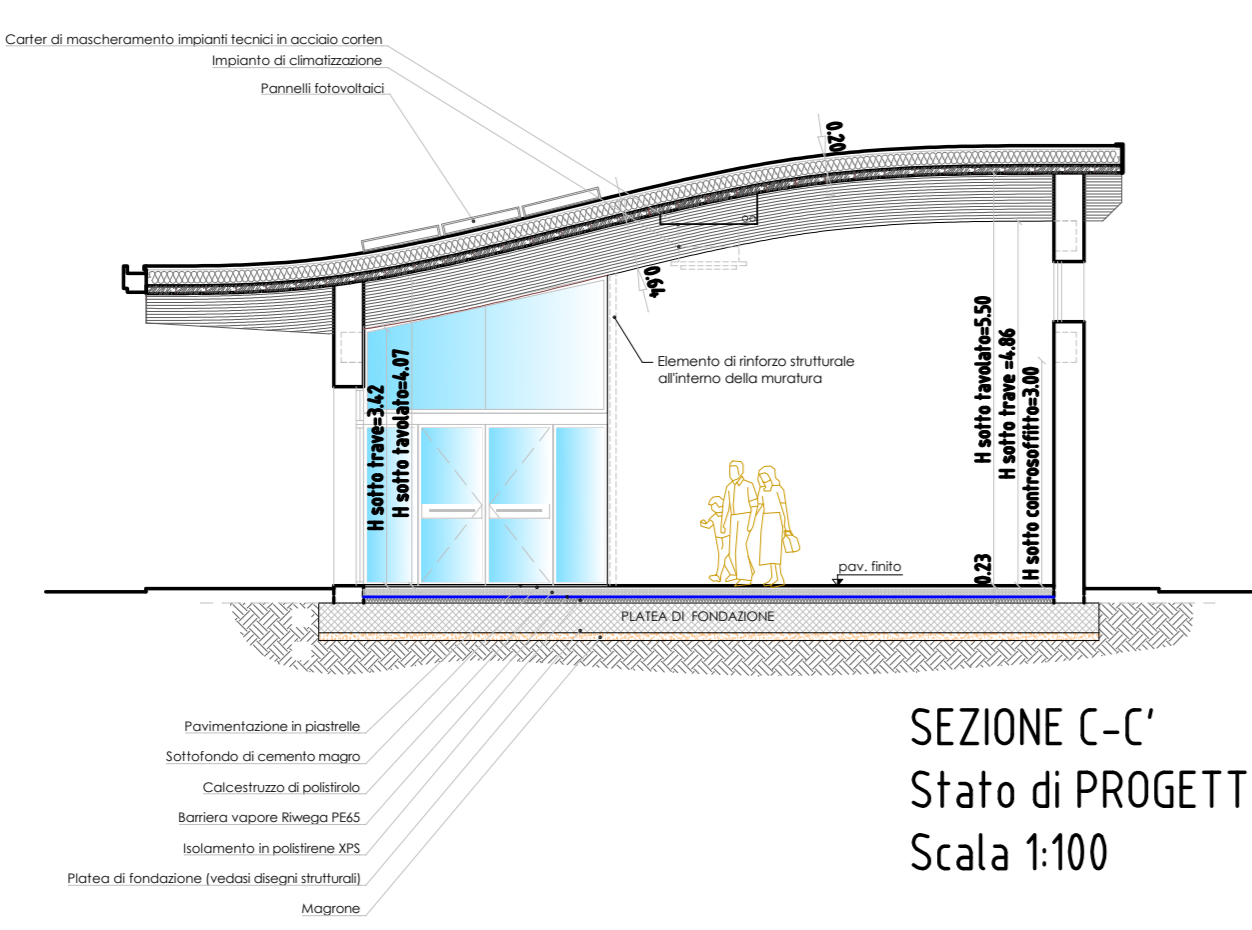 Carter di mascheramento impianti tecnici in acciaio corten
Impianto di climatizzazione
Pannelli fotovoltaici
0.20
0.64
Elemento di rinforzo strutturale
all'interno della muratura
H sotto trave=3.42
H sotto tavolato=4.07
H sotto tavolato=5.50
H sotto trave =4.86
H sotto controsoffitto=3.00
0.23
pav. finito
PLATEA DI FONDAZIONE
Pavimentazione in piastrelle
Sottofondo di cemento magro
Calcestruzzo di polistirolo
Barriera vapore Riwega PE65
Isolamento in polistirene XPS
Platea di fondazione (vedasi disegni strutturali)
Magrone
SEZIONE C-C'
Stato di PROGETT
Scala 1:100